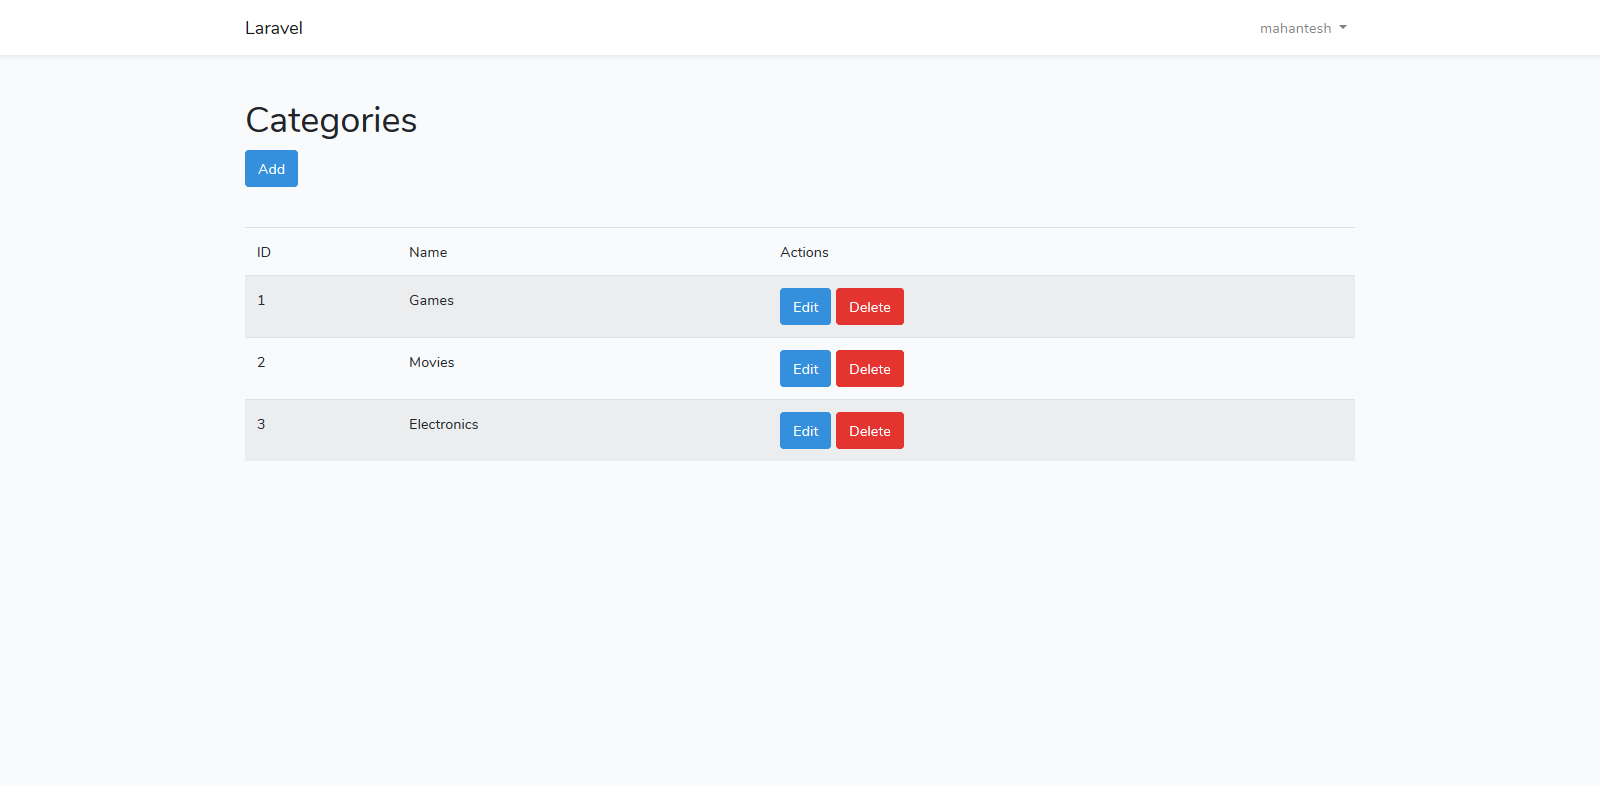 Laravel mahantesh
Categories
Add
ID Name Actions
1 Games Edit Delete
2 Movies Edit Delete
3 Electronics Edit Delete